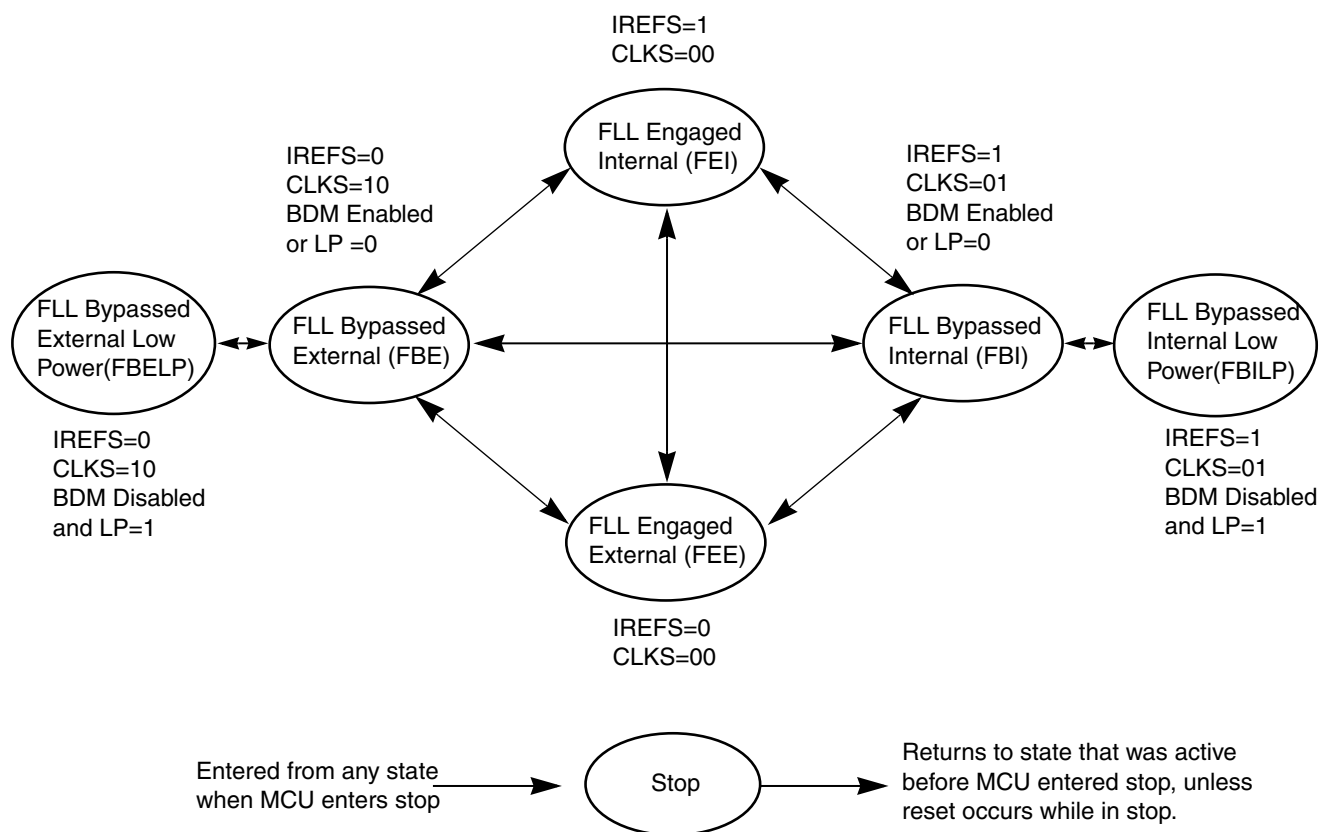 IREFS=1
CLKS=00
FLL Engaged
Internal (FEI)
IREFS=0
CLKS=10
BDM Enabled
or LP =0
IREFS=1
CLKS=01
BDM Enabled
or LP=0
FLL Bypassed
External Low
Power(FBELP)
FLL Bypassed
External (FBE)
FLL Bypassed
Internal (FBI)
FLL Bypassed
Internal Low
Power(FBILP)
IREFS=0
CLKS=10
BDM Disabled
and LP=1
IREFS=1
CLKS=01
BDM Disabled
and LP=1
FLL Engaged
External (FEE)
IREFS=0
CLKS=00
Entered from any state
when MCU enters stop
Stop
Returns to state that was active
before MCU entered stop, unless
reset occurs while in stop.